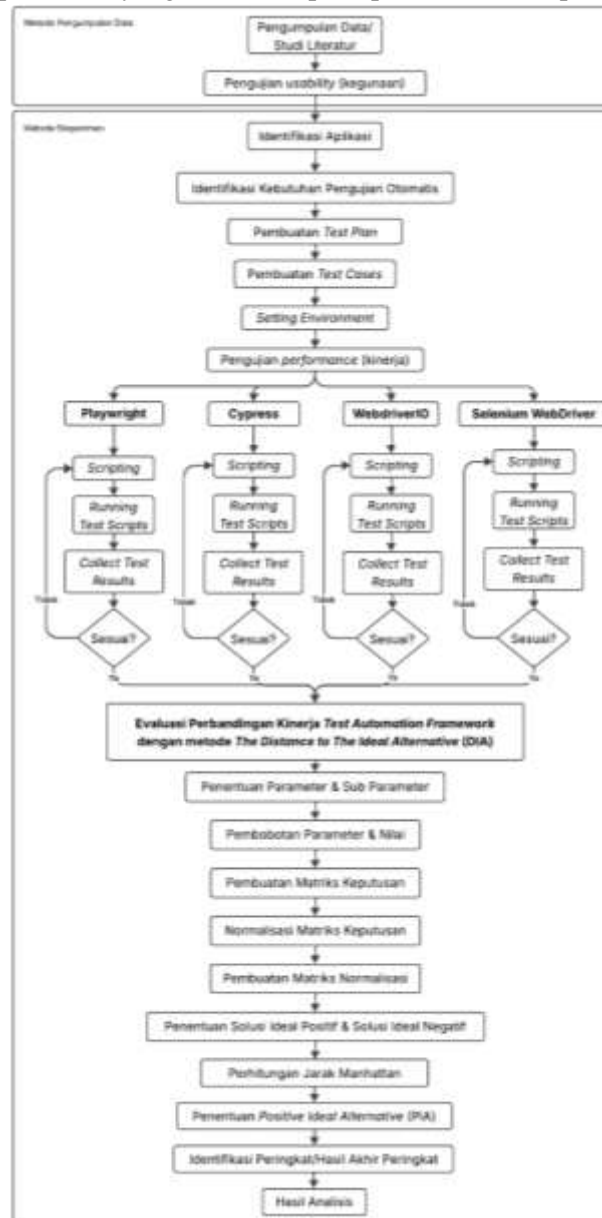 Metode Pengumpulan Data
Pengumpulan Data/
Studi Literatur
Pengujian usability (kegunaan)
Metode Eksperimen
Identifikasi Aplikasi
Identifikasi Kebutuhan Pengujian Otomatis
Pembuatan Test Plan
Pembuatan Test Cases
Setting Environment
Pengujian performance (kinerja)
Playwright
Cypress
WebdriverIO
Selenium WebDriver
Scripting
Scripting
Scripting
Scripting
Running
Test Scripts
Running
Test Scripts
Running
Test Scripts
Running
Test Scripts
Collect Test
Results
Collect Test
Results
Collect Test
Results
Collect Test
Results
Tidak
Tidak
Tidak
Tidak
Sesuai?
Sesuai?
Sesuai?
Sesuai?
Ya
Ya
Ya
Ya
Evaluasi Perbandingan Kinerja Test Automation Framework
dengan metode The Distance to The Ideal Alternative (DIA)
Penentuan Parameter & Sub Parameter
Pembobotan Parameter & Nilai
Pembuatan Matriks Keputusan
Normalisasi Matriks Keputusan
Pembuatan Matriks Normalisasi
Penentuan Solusi Ideal Positif & Solusi Ideal Negatif
Perhitungan Jarak Manhattan
Penentuan Positive Ideal Alternative (PIA)
Identifikasi Peringkat/Hasil Akhir Peringkat
Hasil Analisis